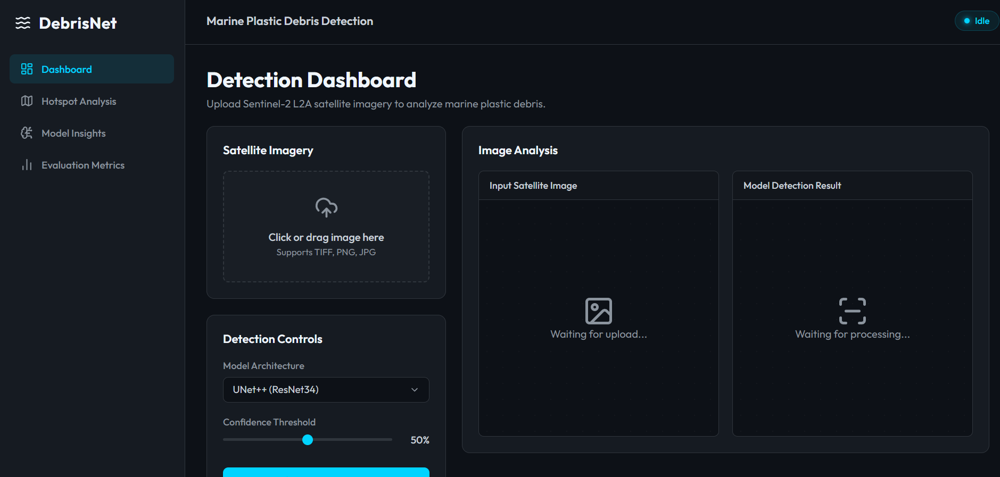 DebrisNet
Dashboard
Hotspot Analysis
Model Insights
Evaluation Metrics
Marine Plastic Debris Detection
Idle
Detection Dashboard
Upload Sentinel-2 L2A satellite imagery to analyze marine plastic debris.
Satellite Imagery
Click or drag image here
Supports TIFF, PNG, JPG
Detection Controls
Model Architecture
UNet++ (ResNet34)
Confidence Threshold
50%
Image Analysis
Input Satellite Image
Waiting for upload...
Model Detection Result
Waiting for processing...